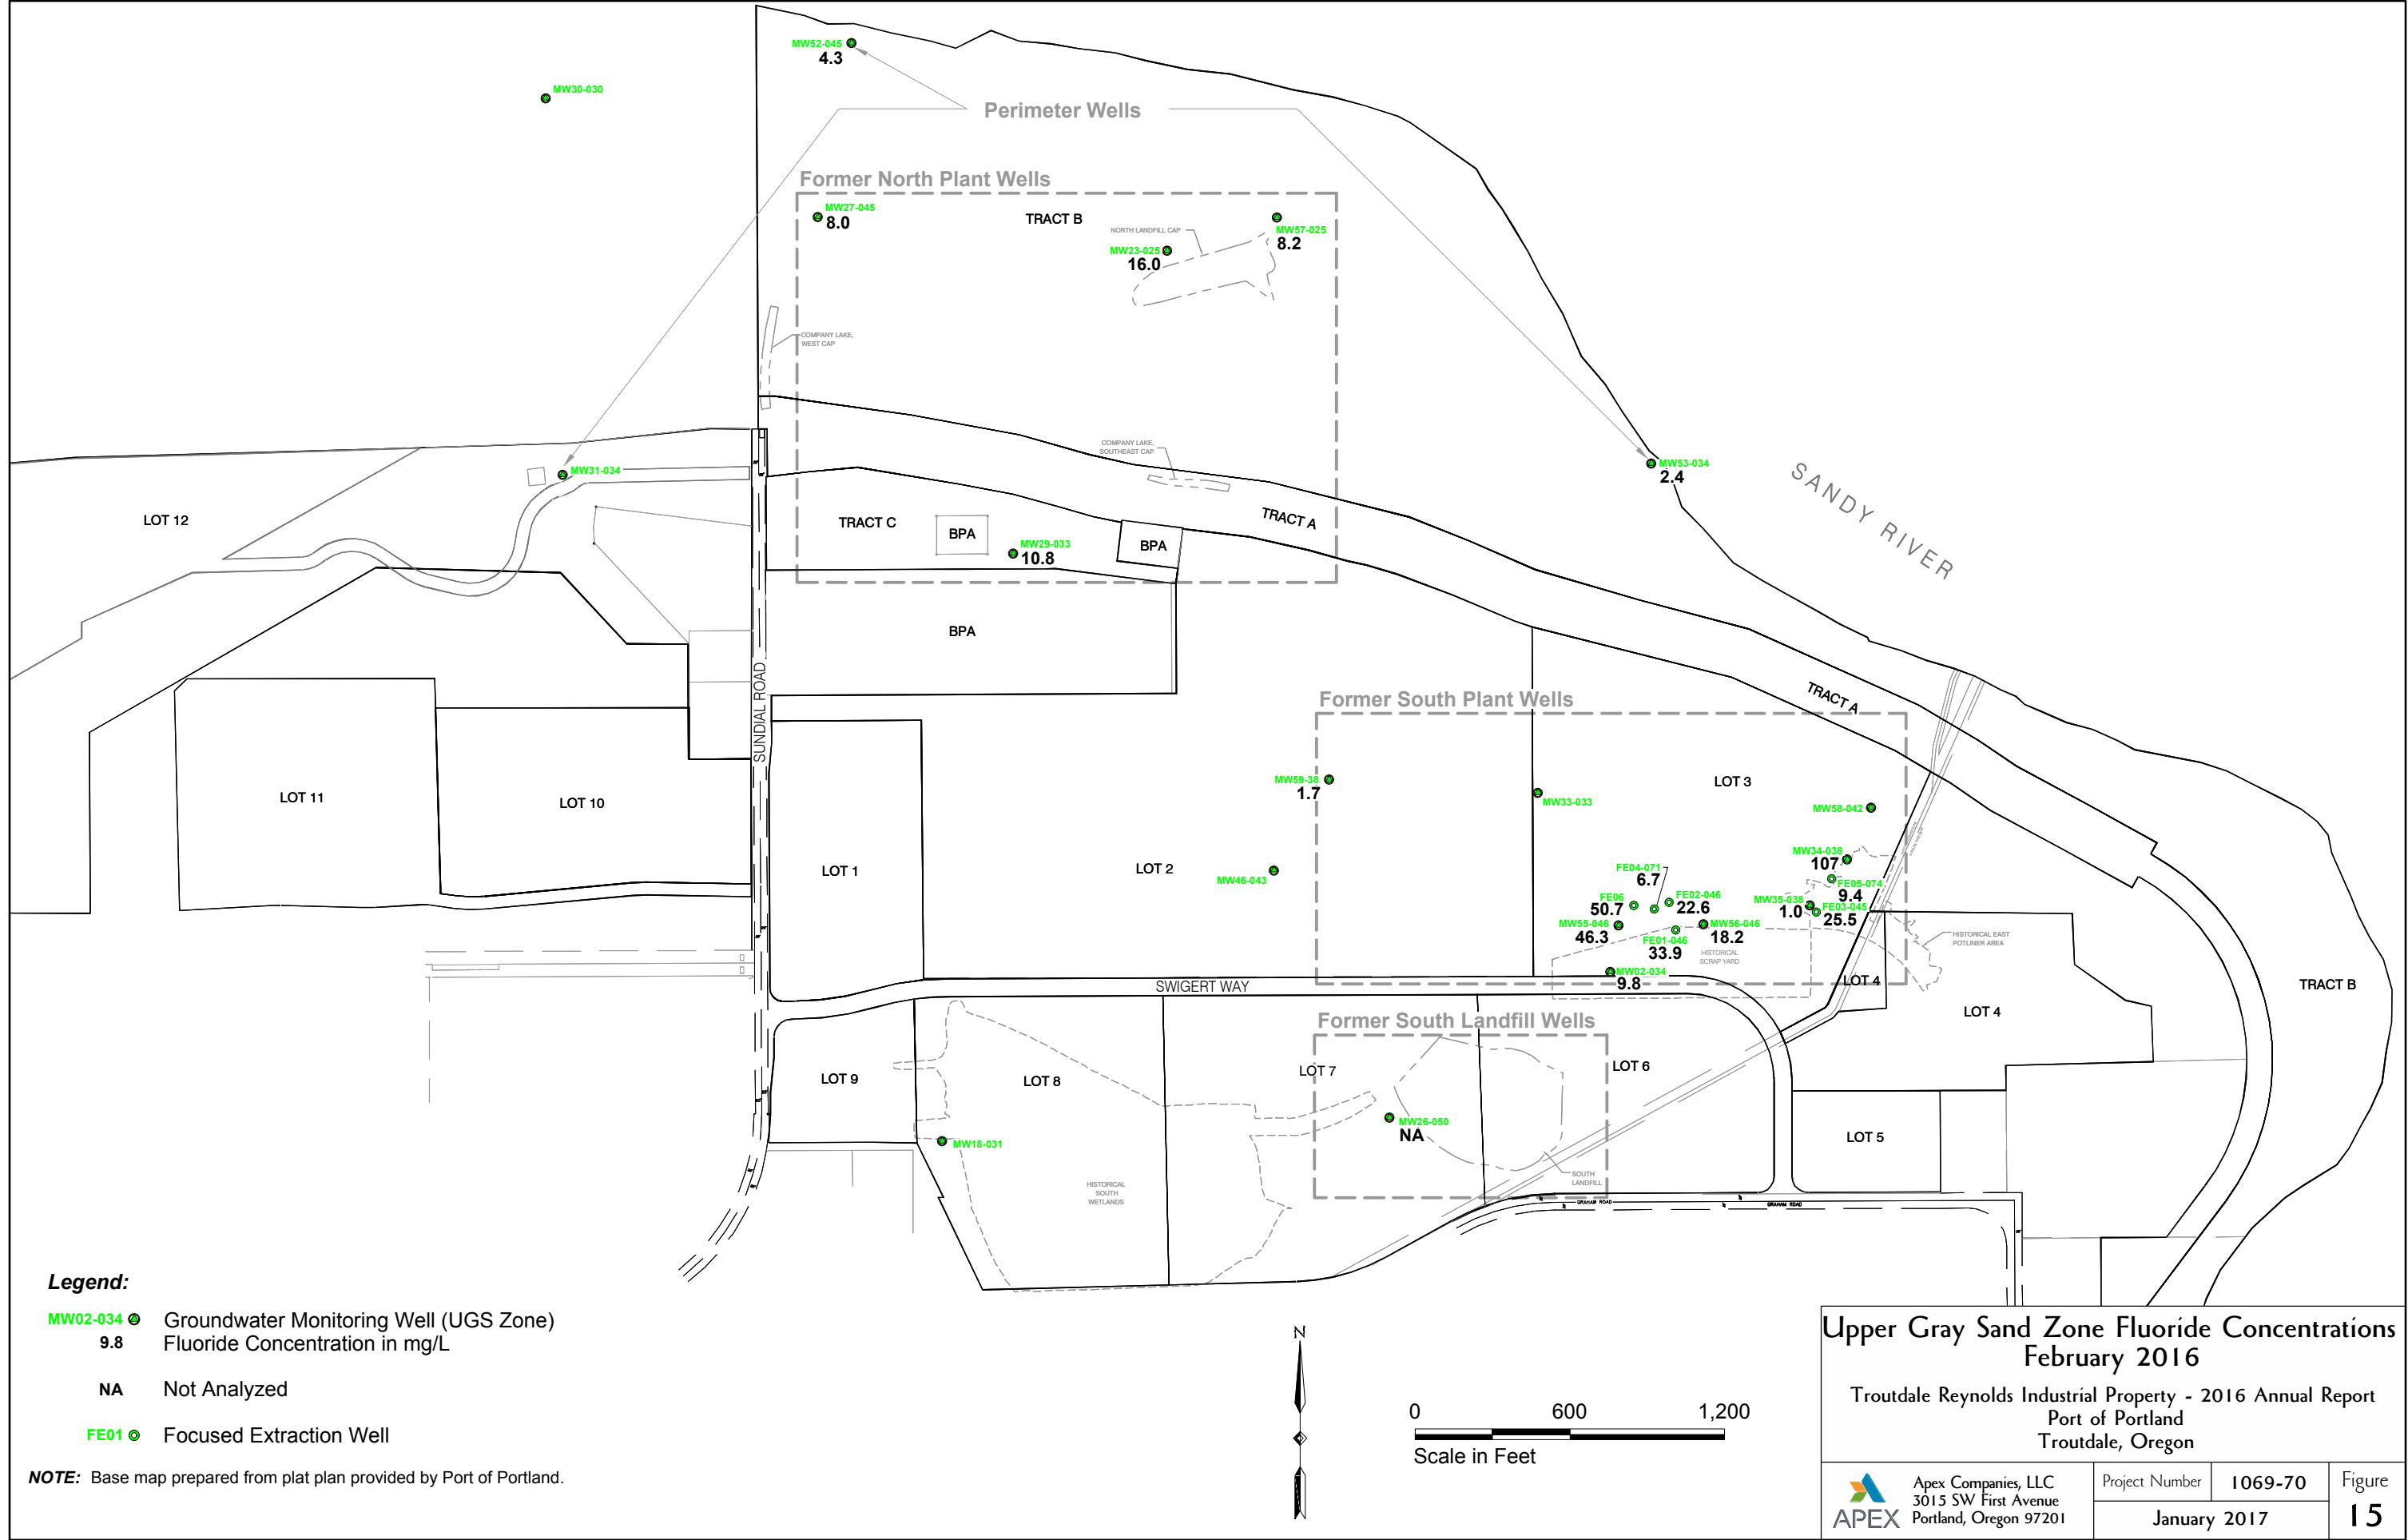 MW52-045
4.3
MW30-030
Perimeter Wells
Former North Plant Wells
MW27-045
8.0
TRACT B
NORTH LANDFILL CAP
MW57-025
8.2
MW23-025
16.0
COMPANY LAKE,
WEST CAP
COMPANY LAKE,
SOUTHEAST CAP
MW31-034
MW53-034
2.4
SANDY RIVER
LOT 12
TRACT C
BPA
MW29-033
10.8
BPA
TRACT A
BPA
SUNDIAL ROAD
Former South Plant Wells
TRACT A
LOT 11
LOT 10
MW59-38
1.7
MW33-033
LOT 3
MW58-042
LOT 1
LOT 2
MW46-043
MW34-038
107
FE04-071
6.7
FE05-074
9.4
FE06
50.7
FE02-046
22.6
MW35-038
1.0
FE03-045
25.5
MW55-046
46.3
MW56-046
18.2
FE01-046
33.9
HISTORICAL
SCRAP YARD
HISTORICAL EAST
POTLINER AREA
MW02-034
9.8
SWIGERT WAY
LOT 4
LOT 4
TRACT B
Former South Landfill Wells
LOT 9
LOT 8
LOT 7
LOT 6
MW26-050
NA
LOT 5
MW18-031
SOUTH
LANDFILL
HISTORICAL
SOUTH
WETLANDS
GRAHAM ROAD
GRAHAM ROAD
Legend:
MW02-034 Groundwater Monitoring Well (UGS Zone)
9.8 Fluoride Concentration in mg/L
NA Not Analyzed
FE01 Focused Extraction Well
NOTE: Base map prepared from plat plan provided by Port of Portland.
N
0 600 1,200
Scale in Feet
Upper Gray Sand Zone Fluoride Concentrations
February 2016
Troutdale Reynolds Industrial Property - 2016 Annual Report
Port of Portland
Troutdale, Oregon
APEX
Apex Companies, LLC
3015 SW First Avenue
Portland, Oregon 97201
Project Number 1069-70
January 2017
Figure
15